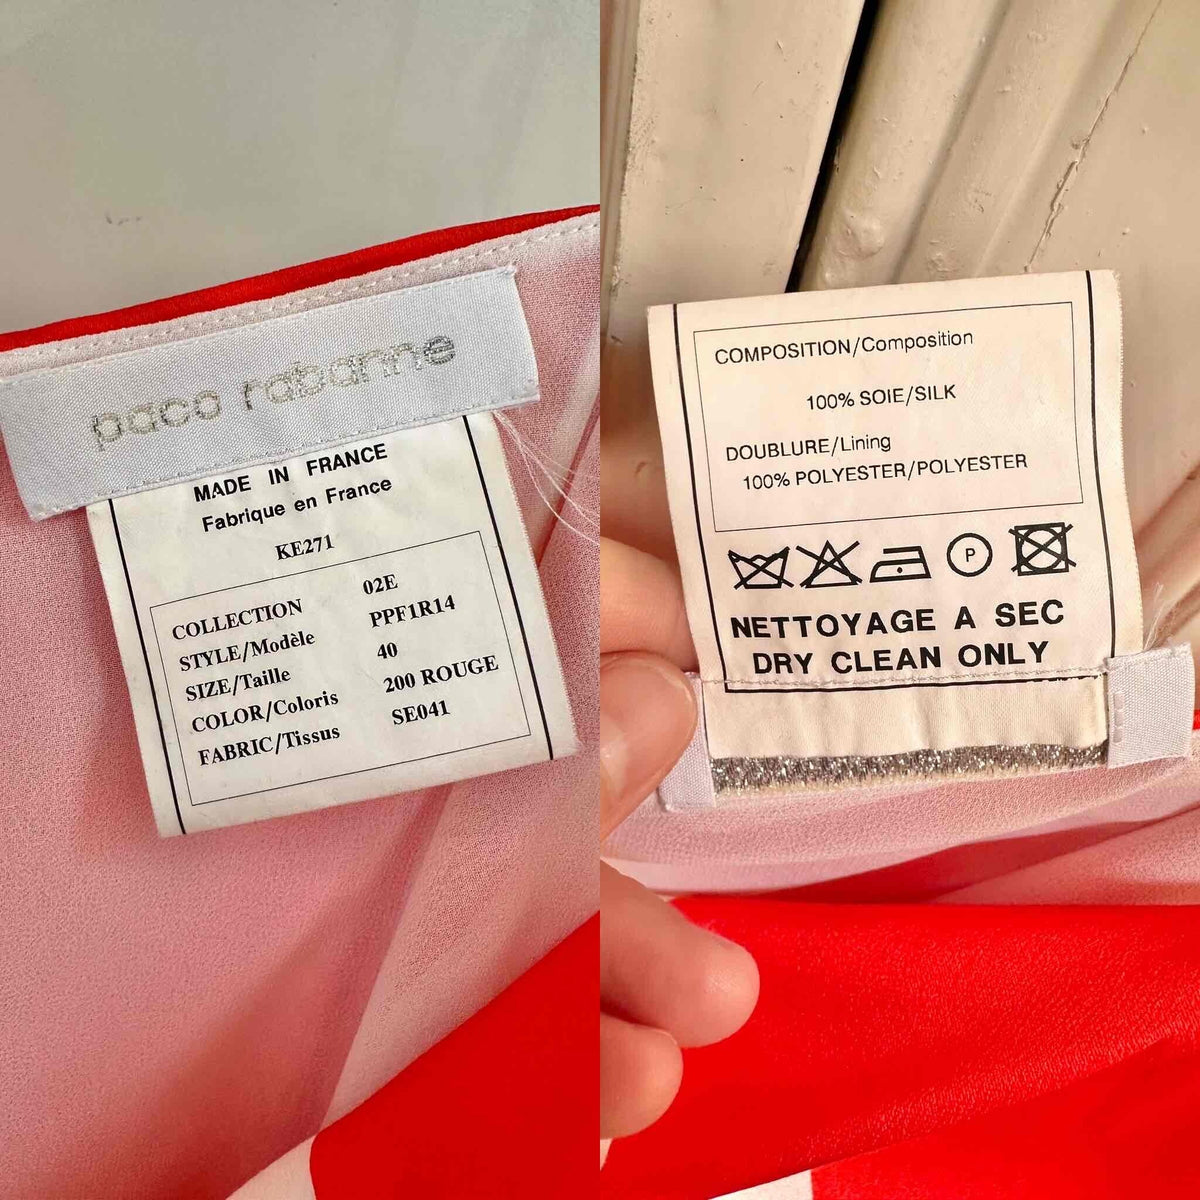 paco rabanne
MADE IN FRANCE
Fabrique en France
KE271
COLLECTION 02E
STYLE/Modèle PPF1R14
SIZE/Taille 40
COLOR/Coloris 200 ROUGE
FABRIC/Tissus SE041
COMPOSITION/Composition
100% SOIE/SILK
DOUBLURE/Lining
100% POLYESTER/POLYESTER
P
NETTOYAGE A SEC
DRY CLEAN ONLY